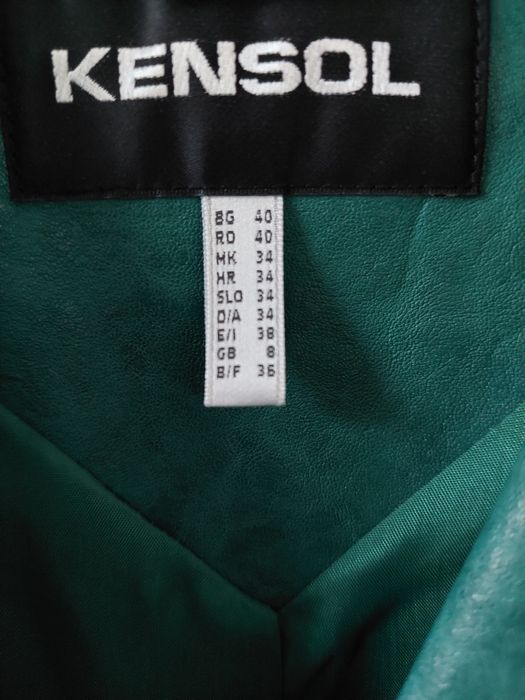 KENSOL
BG 40
RO 40
MK 34
HR 34
SLO 34
D/A 34
E/I 38
GB 8
B/F 36